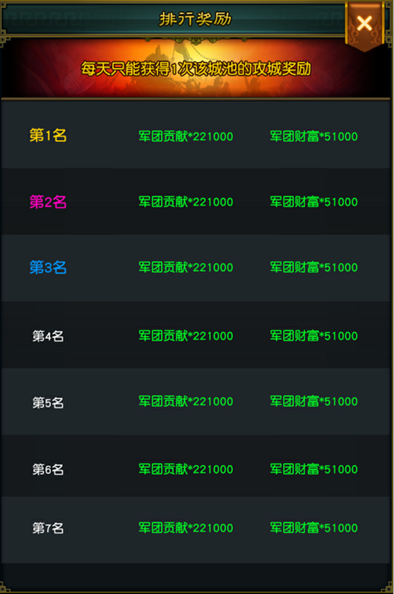 排行奖励
每天只能获得1次该城池的攻城奖励
第1名 军团贡献*221000 军团财富*51000
第2名 军团贡献*221000 军团财富*51000
第3名 军团贡献*221000 军团财富*51000
第4名 军团贡献*221000 军团财富*51000
第5名 军团贡献*221000 军团财富*51000
第6名 军团贡献*221000 军团财富*51000
第7名 军团贡献*221000 军团财富*51000